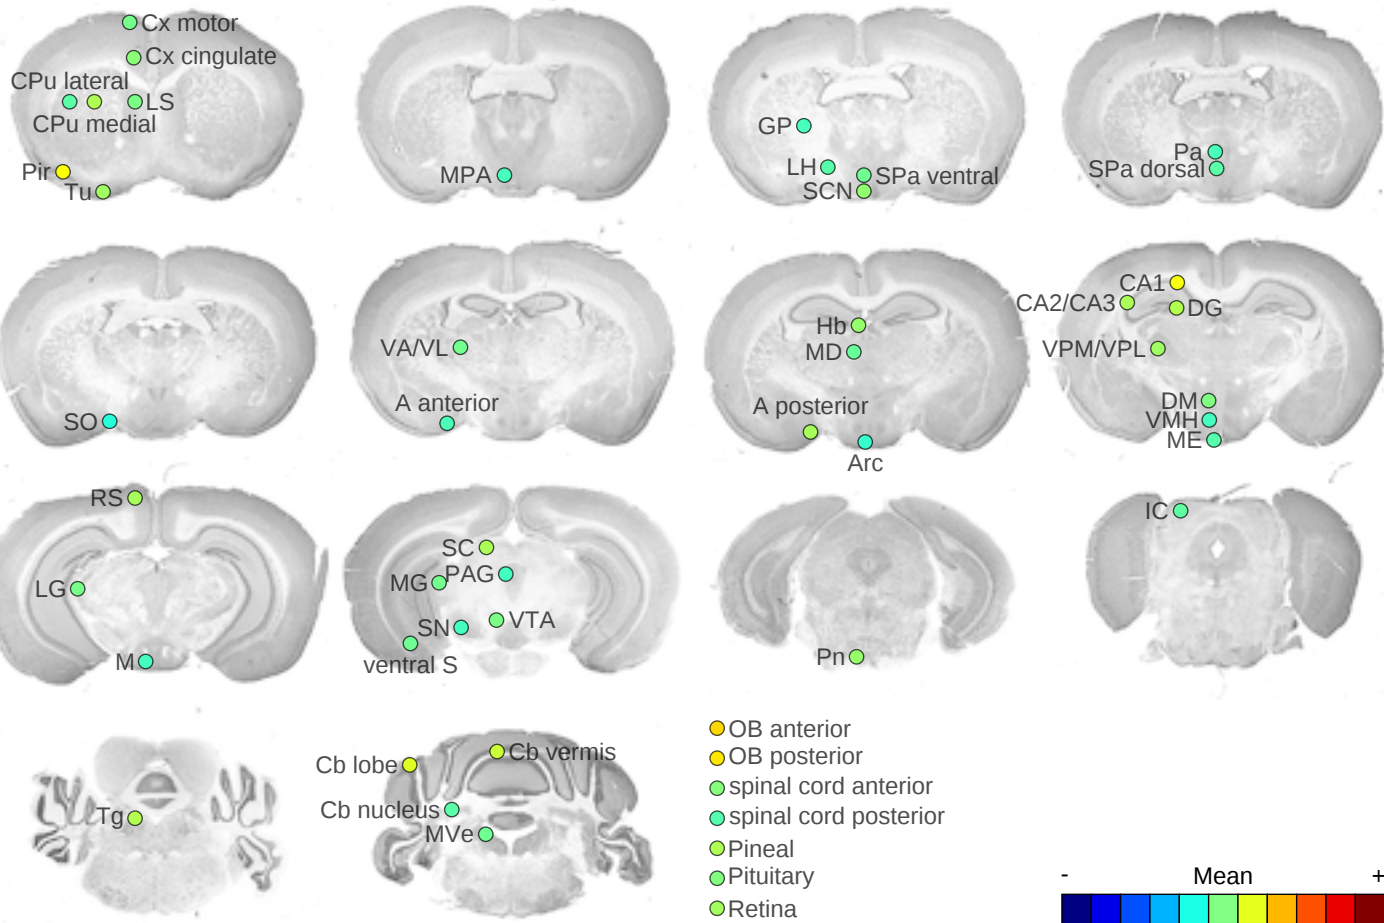 Cx motor
Cx cingulate
CPu lateral
LS
CPu medial
Pir
Tu
MPA
GP
LH
SPa ventral
SCN
Pa
SPa dorsal
SO
VA/VL
A anterior
Hb
MD
A posterior
Arc
CA1
CA2/CA3
DG
VPM/VPL
DM
VMH
ME
RS
LG
M
SC
MG
PAG
SN
VTA
ventral S
Pn
IC
Tg
Cb lobe
Cb vermis
Cb nucleus
MVe
OB anterior
OB posterior
spinal cord anterior
spinal cord posterior
Pineal
Pituitary
Retina
- Mean +